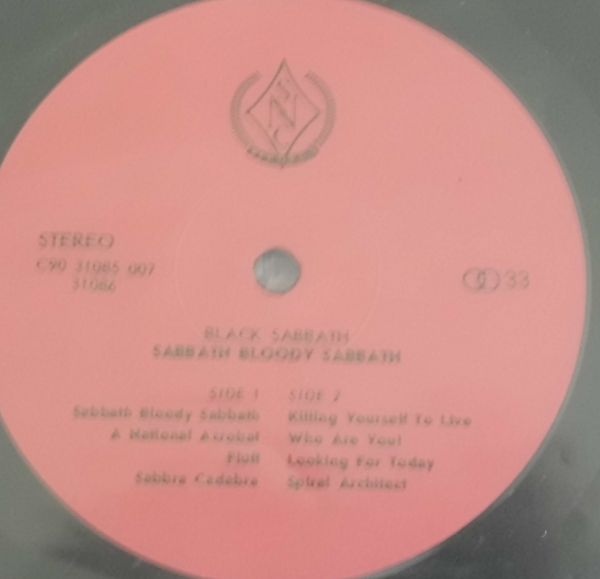 N
STEREO
C90 31085 007
31086
33
BLACK SABBATH
SABBATH BLOODY SABBATH
SIDE 1 SIDE 2
Sabbath Bloody Sabbath Killing Yourself To Live
A National Acrobat Who Are You?
Fluff Looking For Today
Sabbra Cadabra Spiral Architect